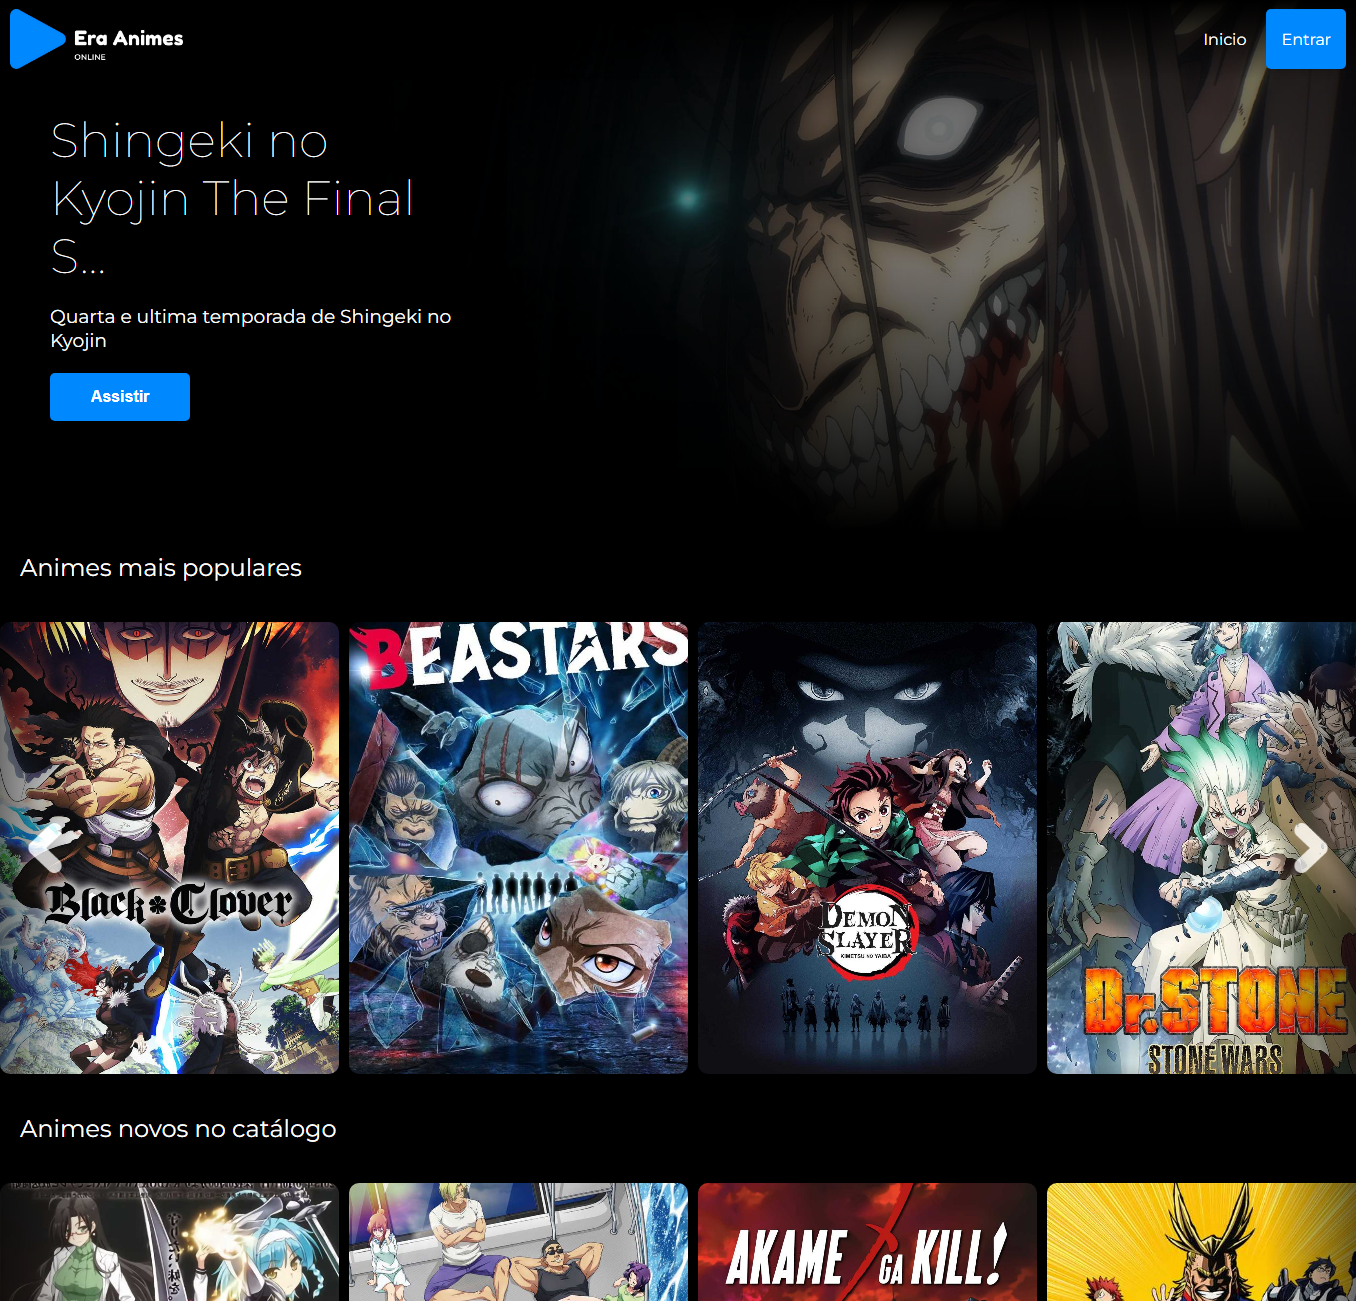 Era Animes
ONLINE
Inicio
Entrar
Shingeki no
Kyojin The Final
S...
Quarta e ultima temporada de Shingeki no
Kyojin
Assistir
Animes mais populares
Black Clover
BEASTARS
DEMON
SLAYER
KIMETSU NO YAIBA
Dr.STONE
STONE WARS
Animes novos no catálogo
AKAME GA KILL!